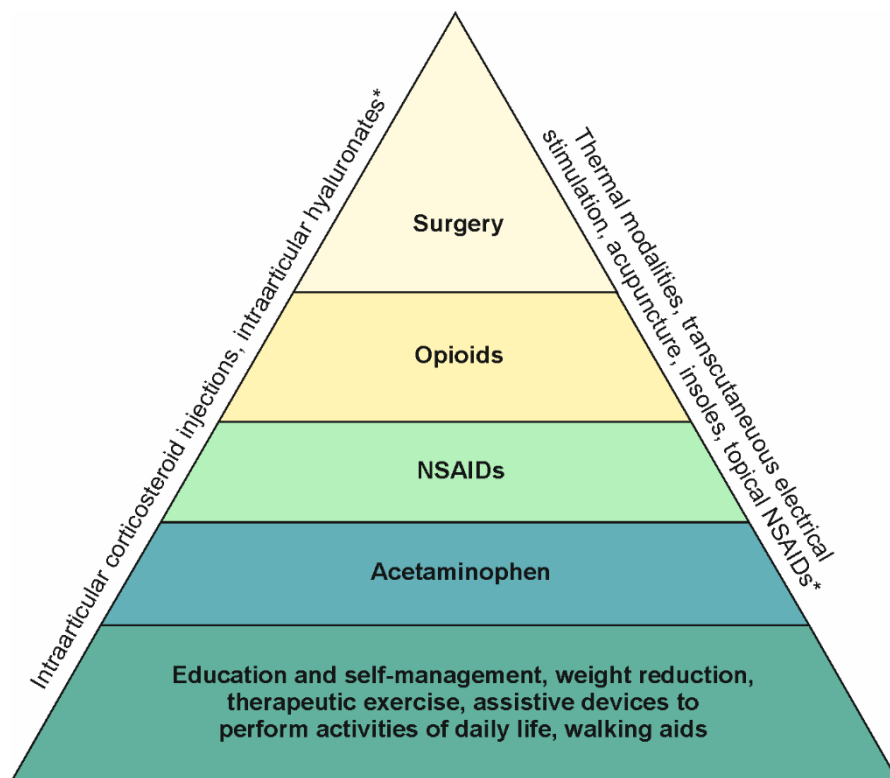 Surgery
Opioids
NSAIDs
Acetaminophen
Education and self-management, weight reduction,
therapeutic exercise, assistive devices to
perform activities of daily life, walking aids
Intraarticular corticosteroid injections, intraarticular hyaluronates*
Thermal modalities, transcutaneuous electrical
stimulation, acupuncture, insoles, topical NSAIDs*